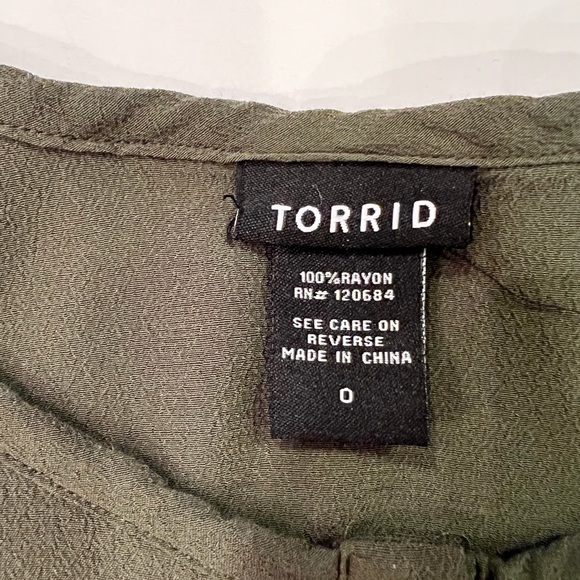 TORRID
100%RAYON
RN# 120684
SEE CARE ON
REVERSE
MADE IN CHINA
0